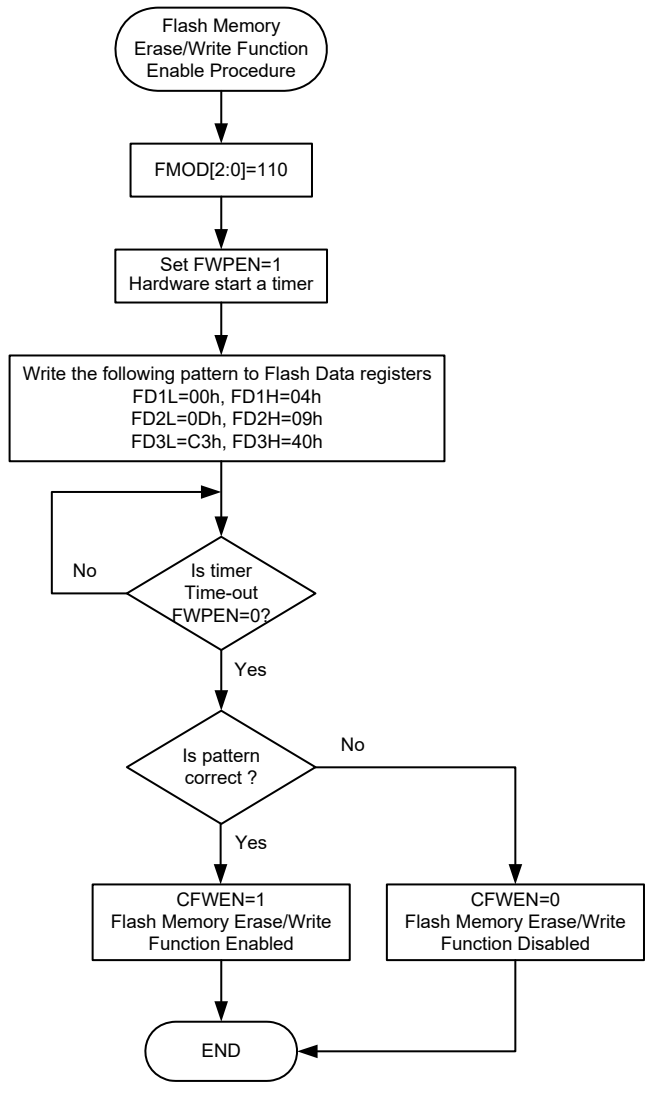 Flash Memory
Erase/Write Function
Enable Procedure
FMOD[2:0]=110
Set FWPEN=1
Hardware start a timer
Write the following pattern to Flash Data registers
FD1L=00h, FD1H=04h
FD2L=0Dh, FD2H=09h
FD3L=C3h, FD3H=40h
No
Is timer
Time-out
FWPEN=0?
Yes
Is pattern
correct ?
No
Yes
CFWEN=1
Flash Memory Erase/Write
Function Enabled
CFWEN=0
Flash Memory Erase/Write
Function Disabled
END